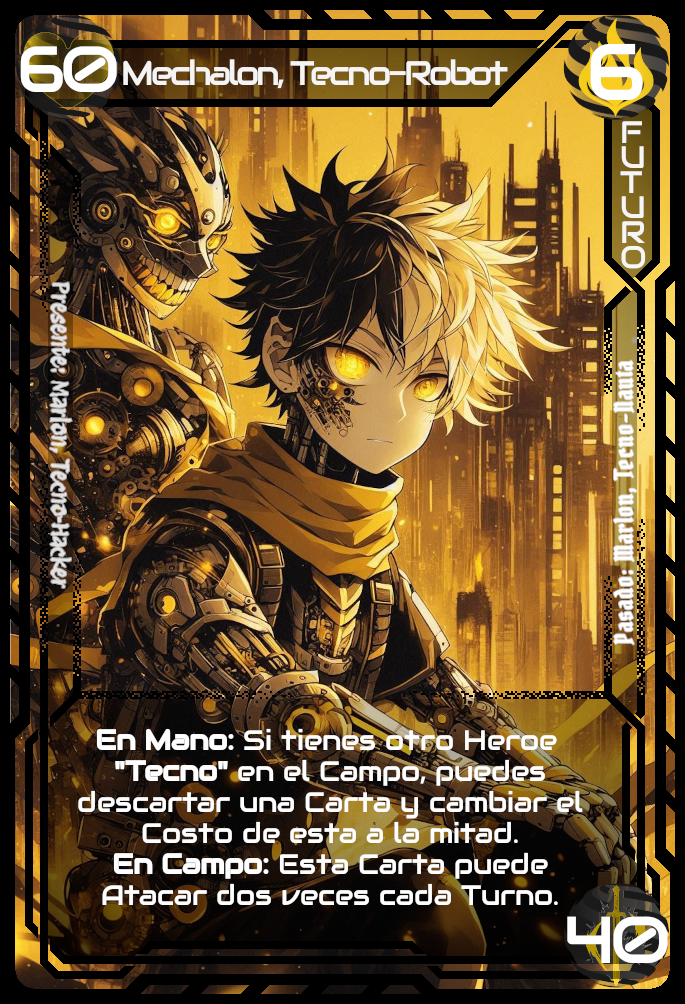 60
Mechalon, Tecno-Robot
6
FUTURO
Presente: Marlon, Tecno-Hacker
Pasado: Marlon, Tecno-Nauta
En Mano: Si tienes otro Heroe
"Tecno" en el Campo, puedes
descartar una Carta y cambiar el
Costo de esta a la mitad.
En Campo: Esta Carta puede
Atacar dos veces cada Turno.
40